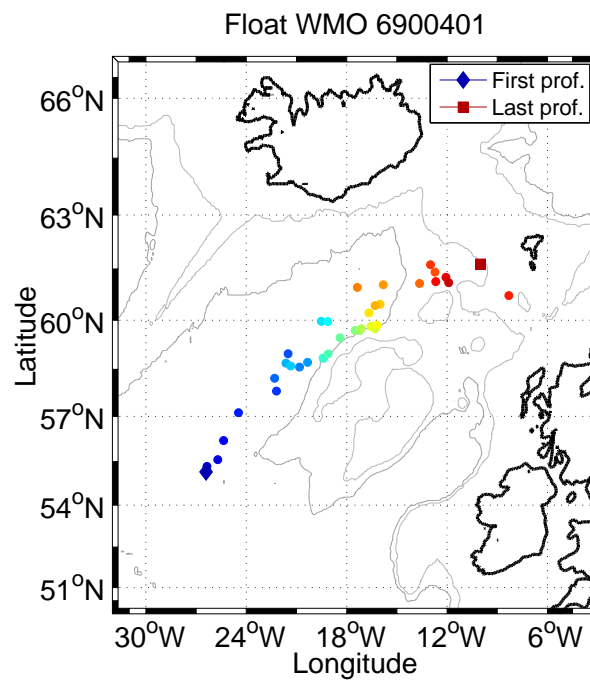 Float WMO 6900401
First prof.
Last prof.
66°N
63°N
60°N
57°N
54°N
51°N
Latitude
30°W 24°W 18°W 12°W 6°W
Longitude